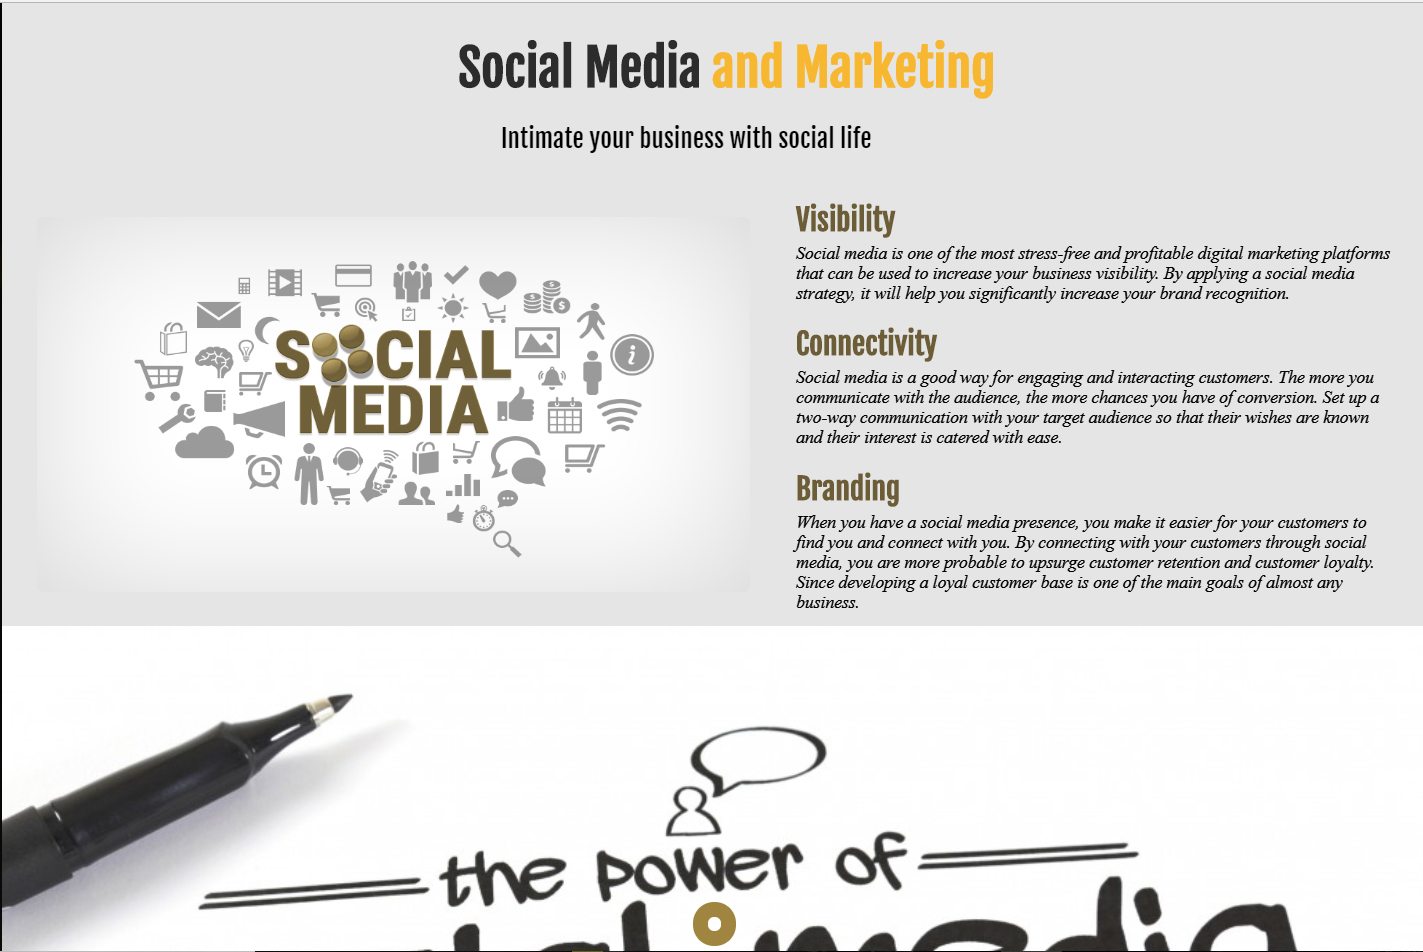 Social Media and Marketing
Intimate your business with social life
Visibility
Social media is one of the most stress-free and profitable digital marketing platforms
that can be used to increase your business visibility. By applying a social media
strategy, it will help you significantly increase your brand recognition.
SOCIAL
MEDIA
Connectivity
Social media is a good way for engaging and interacting customers. The more you
communicate with the audience, the more chances you have of conversion. Set up a
two-way communication with your target audience so that their wishes are known
and their interest is catered with ease.
Branding
When you have a social media presence, you make it easier for your customers to
find you and connect with you. By connecting with your customers through social
media, you are more probable to upsurge customer retention and customer loyalty.
Since developing a loyal customer base is one of the main goals of almost any
business.
the power of
media